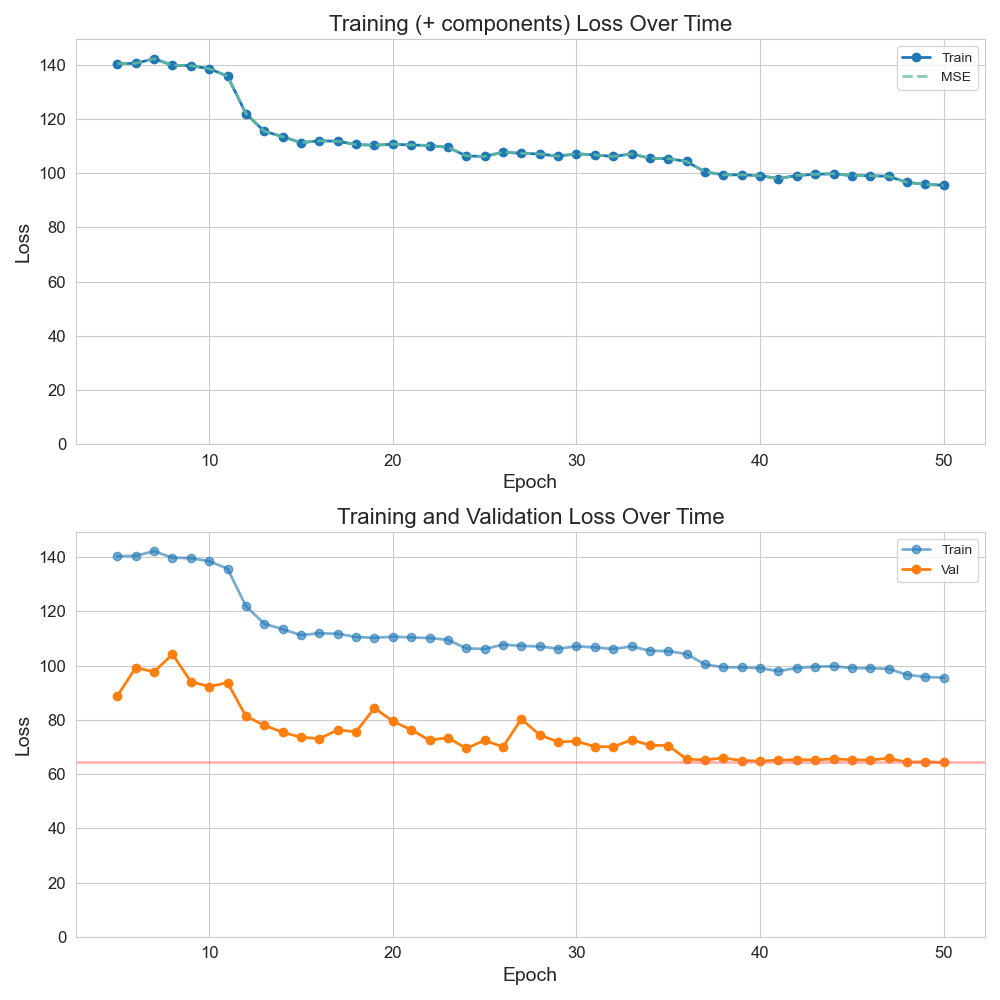 Training (+ components) Loss Over Time
140
120
100
80
60
40
20
0
Loss
Train
MSE
10 20 30 40 50
Epoch
Training and Validation Loss Over Time
140
120
100
80
60
40
20
0
Loss
Train
Val
10 20 30 40 50
Epoch